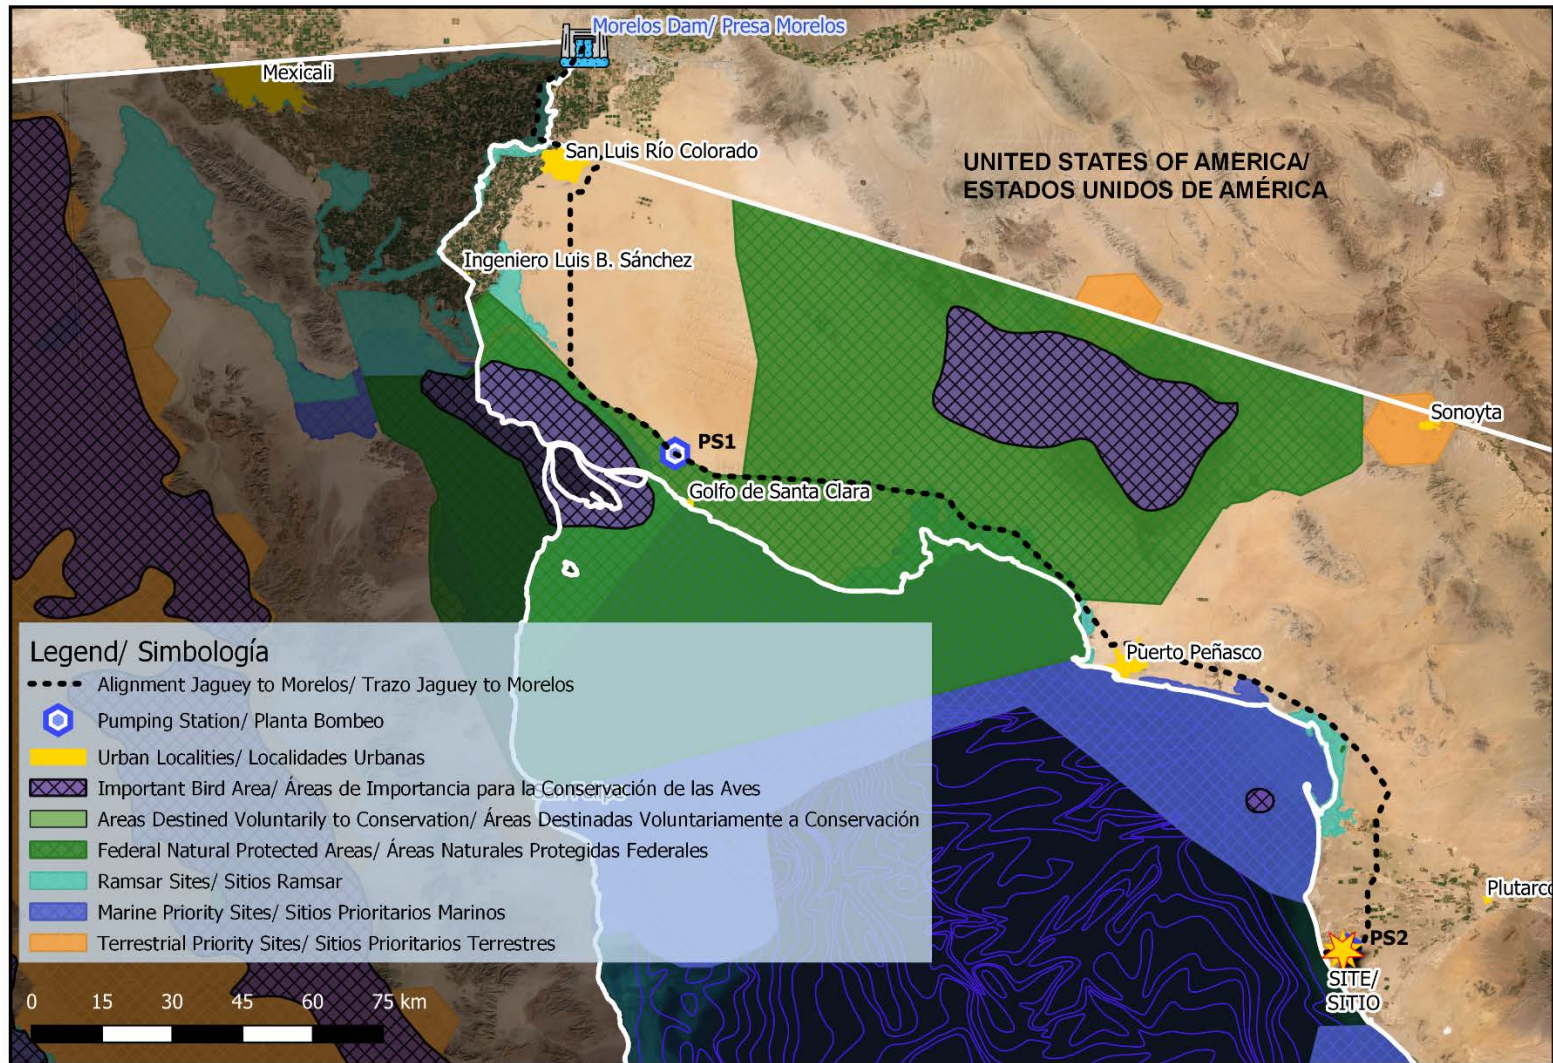 Morelos Dam/ Presa Morelos
Mexicali
San Luis Río Colorado
UNITED STATES OF AMERICA/
ESTADOS UNIDOS DE AMÉRICA
Ingeniero Luis B. Sánchez
Sonoyta
PS1
Golfo de Santa Clara
Puerto Peñasco
Legend/ Simbología
Alignment Jaguey to Morelos/ Trazo Jaguey to Morelos
Pumping Station/ Planta Bombeo
Urban Localities/ Localidades Urbanas
Important Bird Area/ Áreas de Importancia para la Conservación de las Aves
San Felipe
Areas Destined Voluntarily to Conservation/ Áreas Destinadas Voluntariamente a Conservación
Federal Natural Protected Areas/ Áreas Naturales Protegidas Federales
Ramsar Sites/ Sitios Ramsar
Marine Priority Sites/ Sitios Prioritarios Marinos
Terrestrial Priority Sites/ Sitios Prioritarios Terrestres
Plutarco
PS2
SITE/
SITIO
0 15 30 45 60 75 km